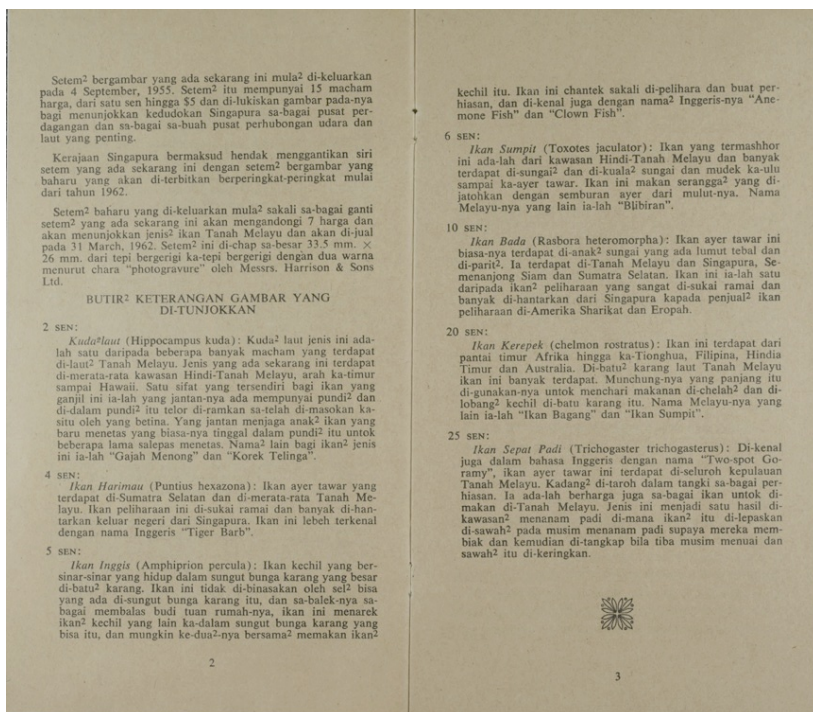 Setem² bergambar yang ada sekarang ini mula² di-keluarkan
pada 4 September, 1955. Setem² itu mempunyai 15 macham
harga, dari satu sen hingga $5 dan di-lukiskan gambar pada-nya
bagi menunjokkan kedudokan Singapura sa-bagai pusat per-
dagangan dan sa-bagai sa-buah pusat perhubongan udara dan
laut yang penting.
Kerajaan Singapura bermaksud hendak menggantikan siri
setem yang ada sekarang ini dengan setem² bergambar yang
baharu yang akan di-terbitkan berperingkat-peringkat mulai
dari tahun 1962.
Setem² baharu yang di-keluarkan mula² sakali sa-bagai ganti
setem² yang ada sekarang ini akan mengandongi 7 harga dan
akan menunjokkan jenis² ikan Tanah Melayu dan akan di-jual
pada 31 March, 1962. Setem² ini di-chap sa-besar 33.5 mm. ×
26 mm. dari tepi bergerigi ka-tepi bergerigi dengan dua warna
menurut chara "photogravure" oleh Messrs. Harrison & Sons
Ltd.
BUTIR² KETERANGAN GAMBAR YANG
DI-TUNJOKKAN
2 SEN:
Kuda²laut (Hippocampus kuda): Kuda² laut jenis ini ada-
lah satu daripada beberapa banyak macham yang terdapat
di-laut² Tanah Melayu. Jenis yang ada sekarang ini terdapat
di-merata-rata kawasan Hindi-Tanah Melayu, arah ka-timur
sampai Hawaii. Satu sifat yang tersendiri bagi ikan yang
ganjil ini ia-lah yang jantan-nya ada mempunyai pundi² dan
di-dalam pundi² itu telor di-ramkan sa-telah di-masokan ka-
situ oleh yang betina. Yang jantan menjaga anak² ikan yang
baru menetas yang biasa-nya tinggal dalam pundi² itu untok
beberapa lama salepas menetas. Nama² lain bagi ikan² jenis
ini ia-lah "Gajah Menong" dan "Korek Telinga".
4 SEN:
Ikan Harimau (Puntius hexazona): Ikan ayer tawar yang
terdapat di-Sumatra Selatan dan di-merata-rata Tanah Me-
layu. Ikan peliharaan ini di-sukai ramai dan banyak di-han-
tarkan keluar negeri dari Singapura. Ikan ini lebeh terkenal
dengan nama Inggeris "Tiger Barb".
5 SEN:
Ikan Inggis (Amphiprion percula): Ikan kechil yang ber-
sinar-sinar yang hidup dalam sungut bunga karang yang besar
di-batu² karang. Ikan ini tidak di-binasakan oleh sel² bisa
yang ada di-sungut bunga karang itu, dan sa-balek-nya sa-
bagai membalas budi tuan rumah-nya, ikan ini menarek
ikan² kechil yang lain ka-dalam sungut bunga karang yang
bisa itu, dan mungkin ke-dua²-nya bersama² memakan ikan²
2
kechil itu. Ikan ini chantek sakali di-pelihara dan buat per-
hiasan, dan di-kenal juga dengan nama² Inggeris-nya "Ane-
mone Fish" dan "Clown Fish".
6 SEN:
Ikan Sumpit (Toxotes jaculator): Ikan yang termashhor
ini ada-lah dari kawasan Hindi-Tanah Melayu dan banyak
terdapat di-sungai² dan di-kuala² sungai dan mudek ka-ulu
sampai ka-ayer tawar. Ikan ini makan serangga² yang di-
jatohkan dengan semburan ayer dari mulut-nya. Nama
Melayu-nya yang lain ia-lah "Blibiran".
10 SEN:
Ikan Bada (Rasbora heteromorpha): Ikan ayer tawar ini
biasa-nya terdapat di-anak² sungai yang ada lumut tebal dan
di-parit². Ia terdapat di-Tanah Melayu dan Singapura, Se-
menanjong Siam dan Sumatra Selatan. Ikan ini ia-lah satu
daripada ikan² peliharaan yang sangat di-sukai ramai dan
banyak di-hantarkan dari Singapura kapada penjual² ikan
peliharaan di-Amerika Sharikat dan Eropah.
20 SEN:
Ikan Kerepek (chelmon rostratus): Ikan ini terdapat dari
pantai timur Afrika hingga ka-Tionghua, Filipina, Hindia
Timur dan Australia. Di-batu² karang laut Tanah Melayu
ikan ini banyak terdapat. Munchung-nya yang panjang itu
di-gunakan-nya untok menchari makanan di-chelah² dan di-
lobang² kechil di-batu karang itu. Nama Melayu-nya yang
lain ia-lah "Ikan Bagang" dan "Ikan Sumpit".
25 SEN:
Ikan Sepat Padi (Trichogaster trichogasterus): Di-kenal
juga dalam bahasa Inggeris dengan nama "Two-spot Go-
ramy", ikan ayer tawar ini terdapat di-seluroh kepulauan
Tanah Melayu. Kadang² di-taroh dalam tangki sa-bagai per-
hiasan. Ia ada-lah berharga juga sa-bagai ikan untok di-
makan di-Tanah Melayu. Jenis ini menjadi satu hasil di-
kawasan² menanam padi di-mana ikan² itu di-lepaskan
di-sawah² pada musim menanam padi supaya mereka mem-
biak dan kemudian di-tangkap bila tiba musim menuai dan
sawah² itu di-keringkan.
3